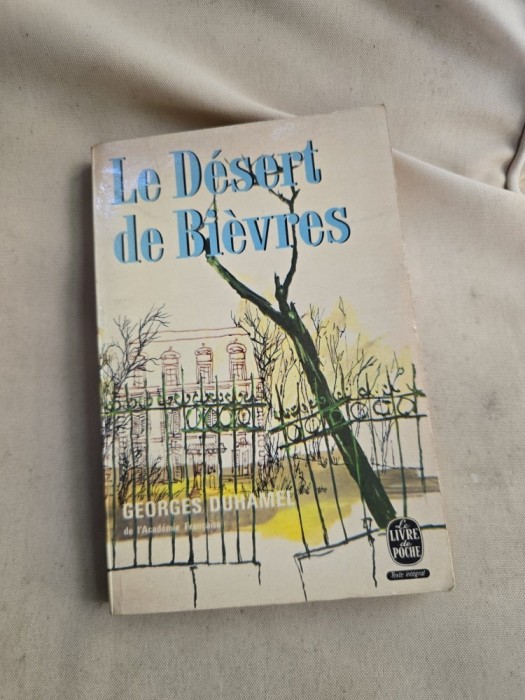 Le Désert
de Bièvres
GEORGES DUHAMEL
de l'Académie Française
Le
LIVRE
de
POCHE
Texte intégral